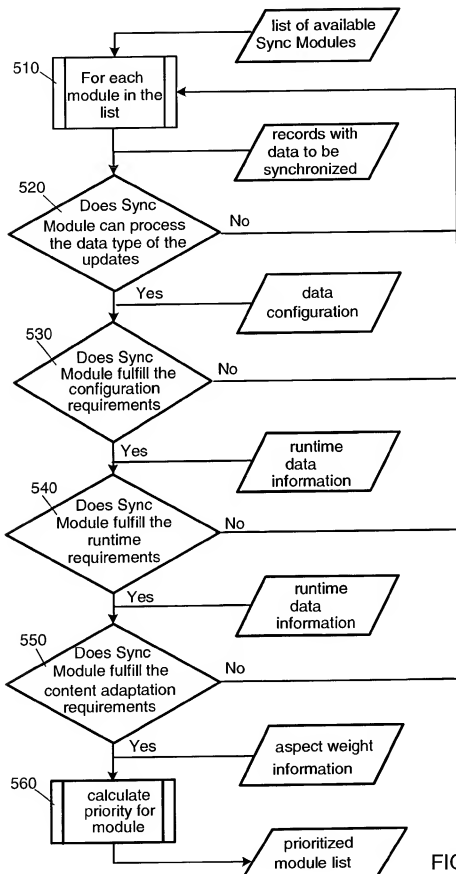 list of available
Sync Modules
510
For each
module in the
list
records with
data to be
synchronized
520
Does Sync
Module can process
the data type of the
updates
No
Yes
data
configuration
530
Does Sync
Module fulfill the
configuration
requirements
No
Yes
runtime
data
information
540
Does Sync
Module fulfill the
runtime
requirements
No
Yes
runtime
data
information
550
Does Sync
Module fulfill the
content adaptation
requirements
No
Yes
aspect weight
information
560
calculate
priority for
module
prioritized
module list
FIG